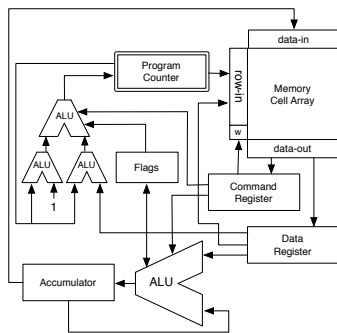 data-in
Program
Counter
row-in
Memory
Cell Array
ALU
w
data-out
ALU
ALU
Flags
Command
Register
1
Data
Register
Accumulator
ALU